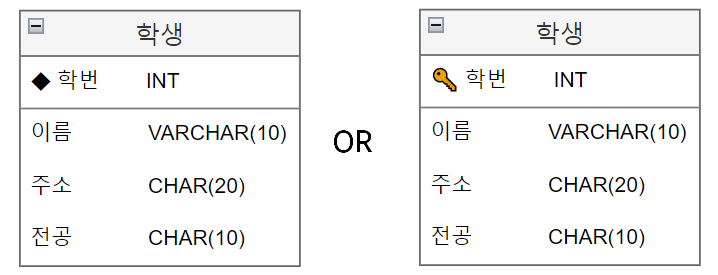 학생
◆ 학번 INT
이름 VARCHAR(10)
주소 CHAR(20)
전공 CHAR(10)
OR
학생
학번 INT
이름 VARCHAR(10)
주소 CHAR(20)
전공 CHAR(10)